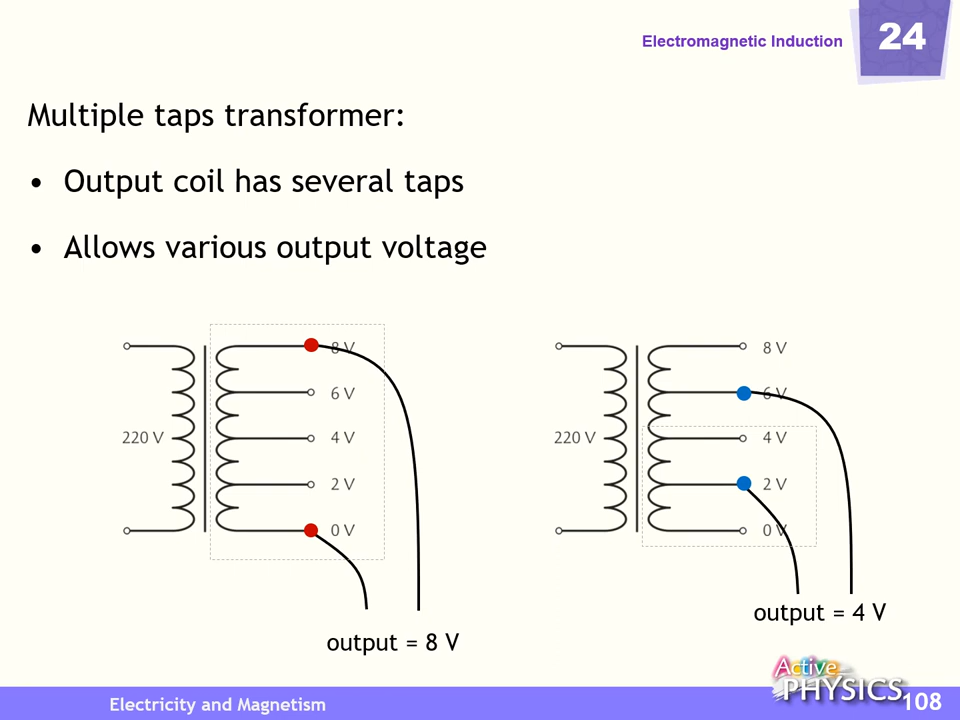 Electromagnetic Induction
24
Multiple taps transformer:
• Output coil has several taps
• Allows various output voltage
8 V
6 V
220 V
4 V
2 V
0 V
output = 8 V
8 V
6 V
220 V
4 V
2 V
0 V
output = 4 V
Active
PHYSICS
Electricity and Magnetism
108